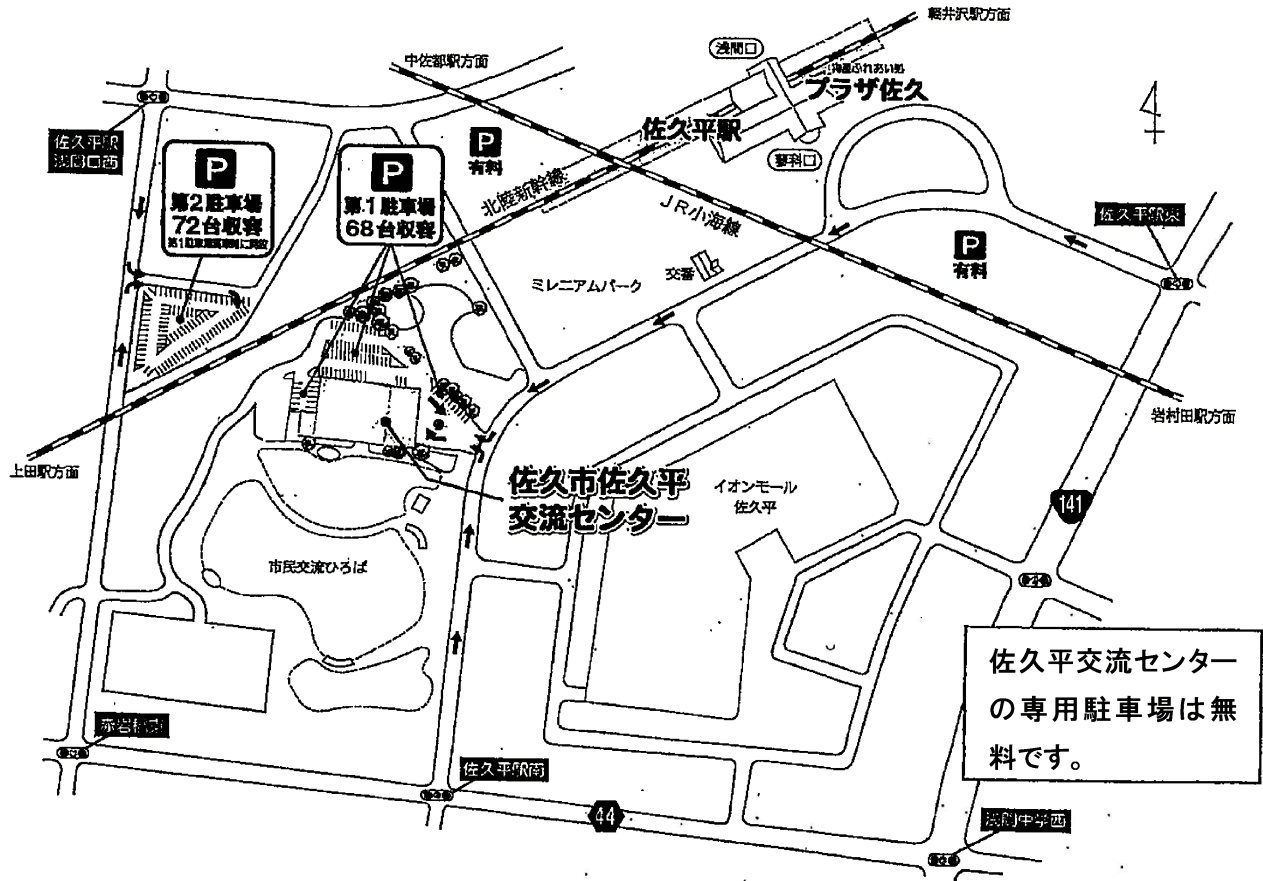 軽井沢駅方面
浅間口
中佐都駅方面
物産ふれあい処
プラザ佐久
佐久平駅
浅間口西
P
有料
佐久平駅
蓼科口
P
第2駐車場
72台収容
P
第1駐車場
68台収容
北陸新幹線
JR小海線
佐久平駅東
P
有料
ミレニアムパーク
交番
岩村田駅方面
上田駅方面
佐久市佐久平
交流センター
イオンモール
佐久平
141
市民交流ひろば
佐久平交流センター
の専用駐車場は無
料です。
佐久平駅南
44
浅間中学西